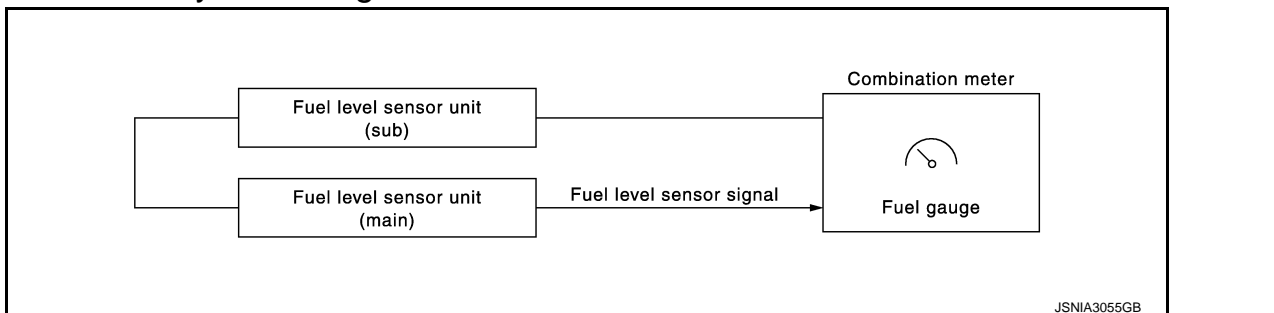 Fuel level sensor unit
(sub)
Fuel level sensor unit
(main)
Fuel level sensor signal
Combination meter
Fuel gauge
JSNIA3055GB